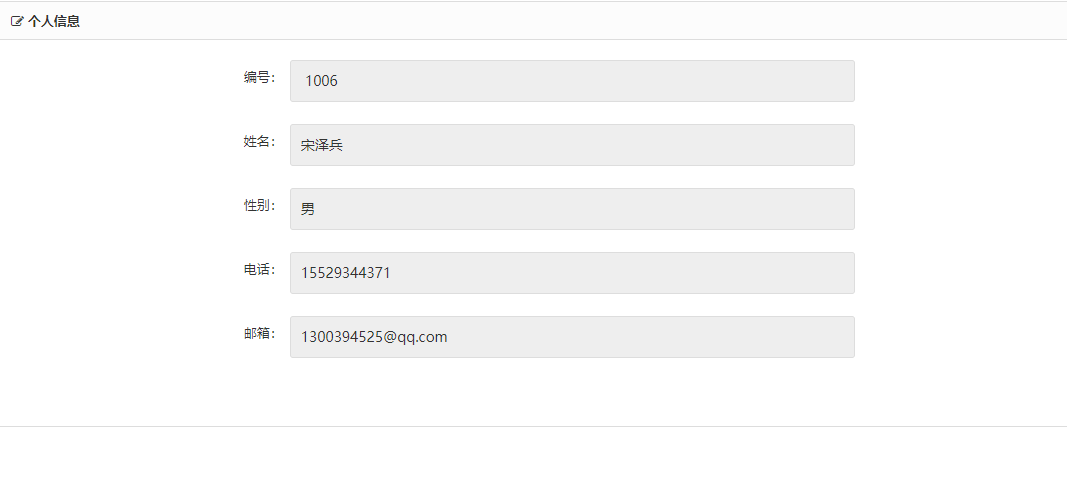 个人信息
编号： 1006
姓名： 宋泽兵
性别： 男
电话： 15529344371
邮箱： 1300394525@qq.com